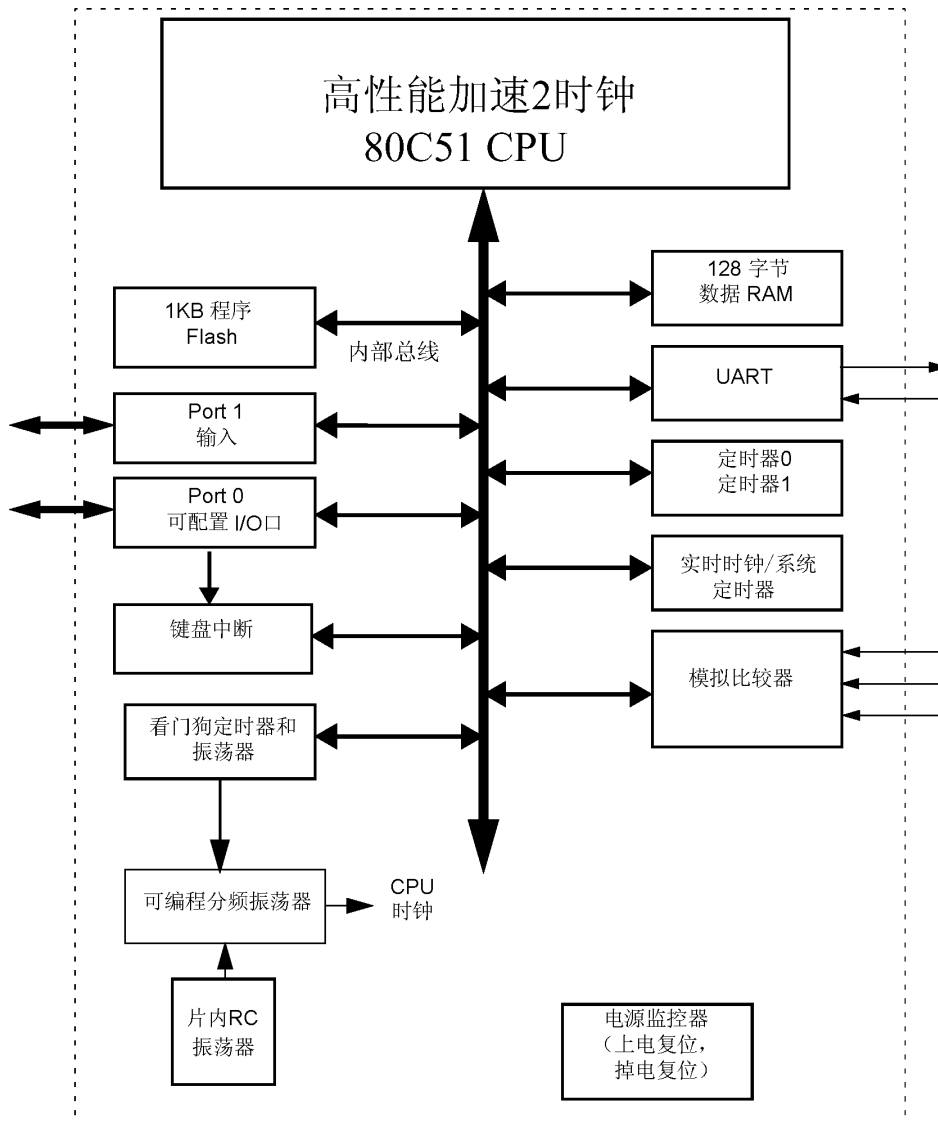 高性能加速2时钟
80C51 CPU
1KB 程序
Flash
内部总线
Port 1
输入
Port 0
可配置 I/O口
键盘中断
看门狗定时器和
振荡器
可编程分频振荡器
CPU
时钟
片内RC
振荡器
128 字节
数据 RAM
UART
定时器0
定时器1
实时时钟/系统
定时器
模拟比较器
电源监控器
（上电复位，
掉电复位）